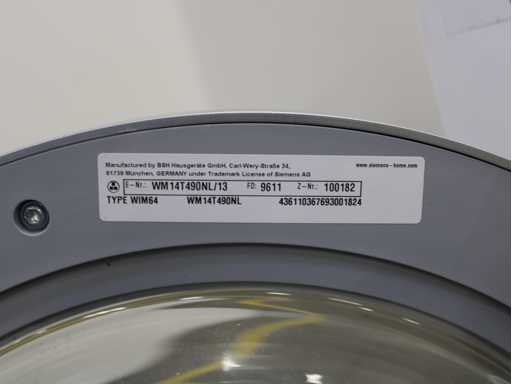 Manufactured by BSH Hausgeräte GmbH, Carl-Wery-Straße 34, www.siemens-home.com
81739 München, GERMANY under Trademark License of Siemens AG
E-Nr.: WM14T490NL/13 FD: 9611 Z-Nr.: 100182
TYPE WIM64 WM14T490NL 436110367693001824